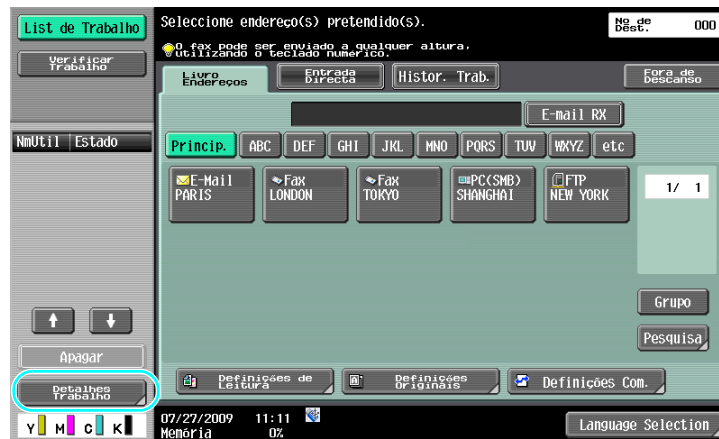 List de Trabalho
Seleccione endereço(S) pretendido(S).
Nº de
Dest.
000
O fax pode ser enviado a qualquer altura,
utilizando o teclado numérico.
Verificar
Trabalho
Livro
Endereços
Entrada
Directa
Histor. Trab.
Fora de
Descanso
E-mail RX
NmUtil
Estado
Princip.
ABC
DEF
GHI
JKL
MNO
PQRS
TUV
WXYZ
etc
E-Mail
PARIS
Fax
LONDON
Fax
TOKYO
PC(SMB)
SHANGHAI
FTP
NEW YORK
1/ 1
Grupo
Pesquisa
Apagar
Detalhes
Trabalho
Definições de
Leitura
Definições
Originais
Definições Com.
Y M C K
07/27/2009 11:11
Memória 0%
Language Selection